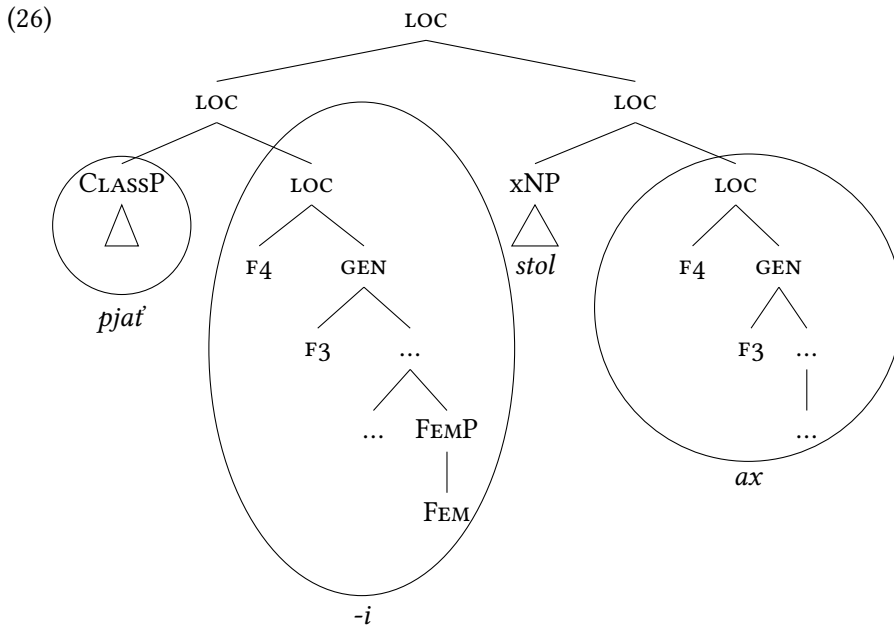 (26) LOC
LOC LOC
CLASSP LOC xNP LOC
F4 GEN stol F4 GEN
pjat' F3 ... F3 ...
... FEMP ...
FEM ax
-i